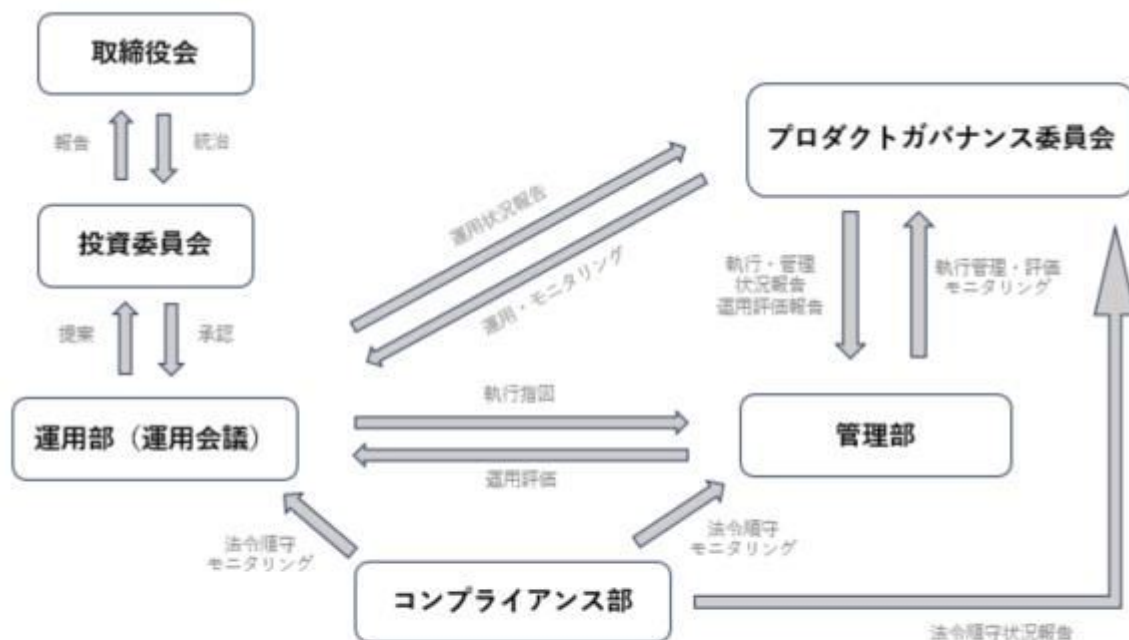 取締役会
報告
統治
プロダクトガバナンス委員会
投資委員会
運用状況報告
運用・モニタリング
執行・管理
状況報告
運用評価報告
執行管理・評価
モニタリング
提案
承認
執行指図
運用部（運用会議）
管理部
運用評価
法令順守
モニタリング
法令順守
モニタリング
コンプライアンス部
法令順守状況報告